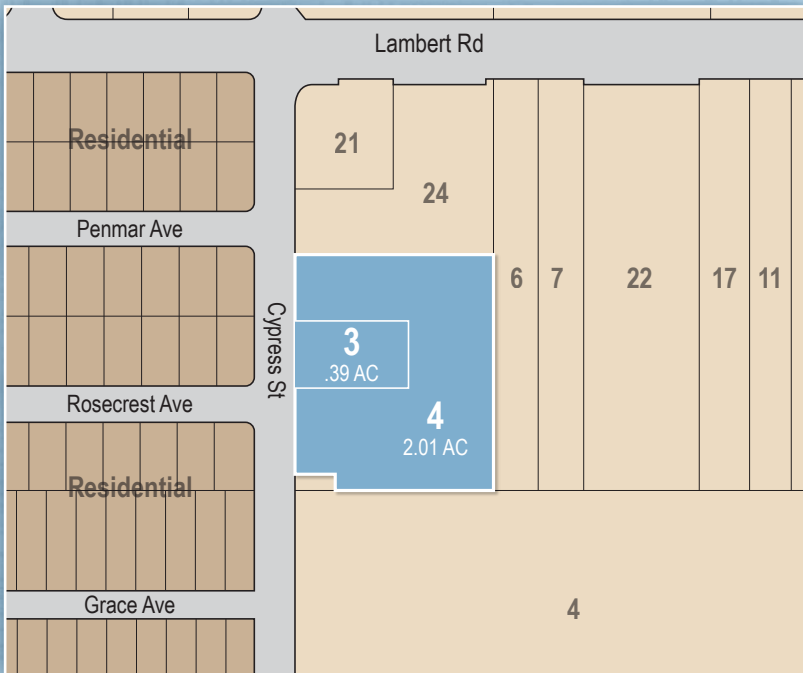 Lambert Rd
Residential
21
24
Penmar Ave
6
7
22
17
11
Cypress St
3
.39 AC
Rosecrest Ave
4
2.01 AC
Residential
Grace Ave
4